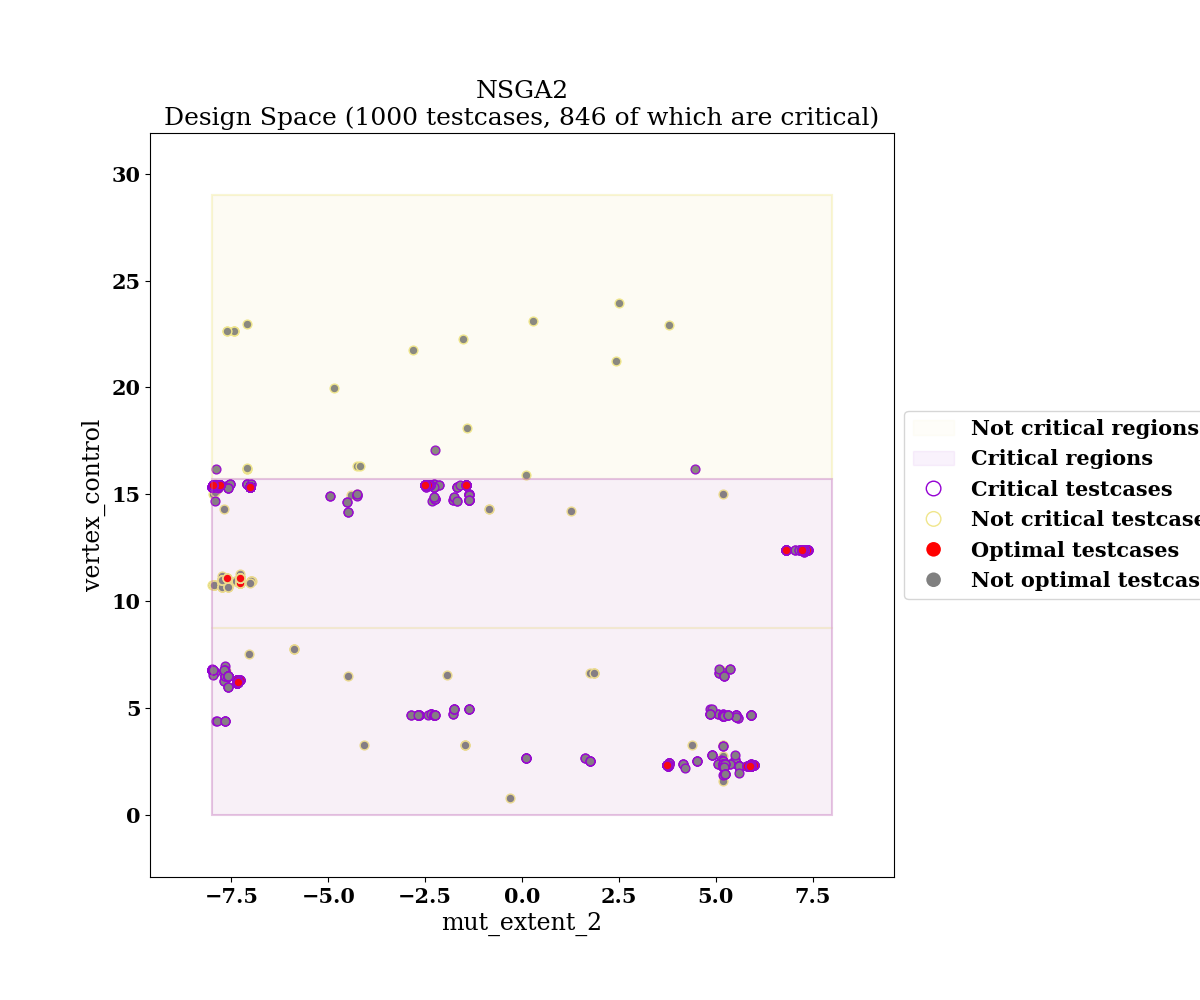 NSGA2
Design Space (1000 testcases, 846 of which are critical)
30
25
20
15
10
5
0
vertex_control
−7.5
−5.0
−2.5
0.0
2.5
5.0
7.5
mut_extent_2
Not critical regions
Critical regions
Critical testcases
Not critical testcase
Optimal testcases
Not optimal testcas